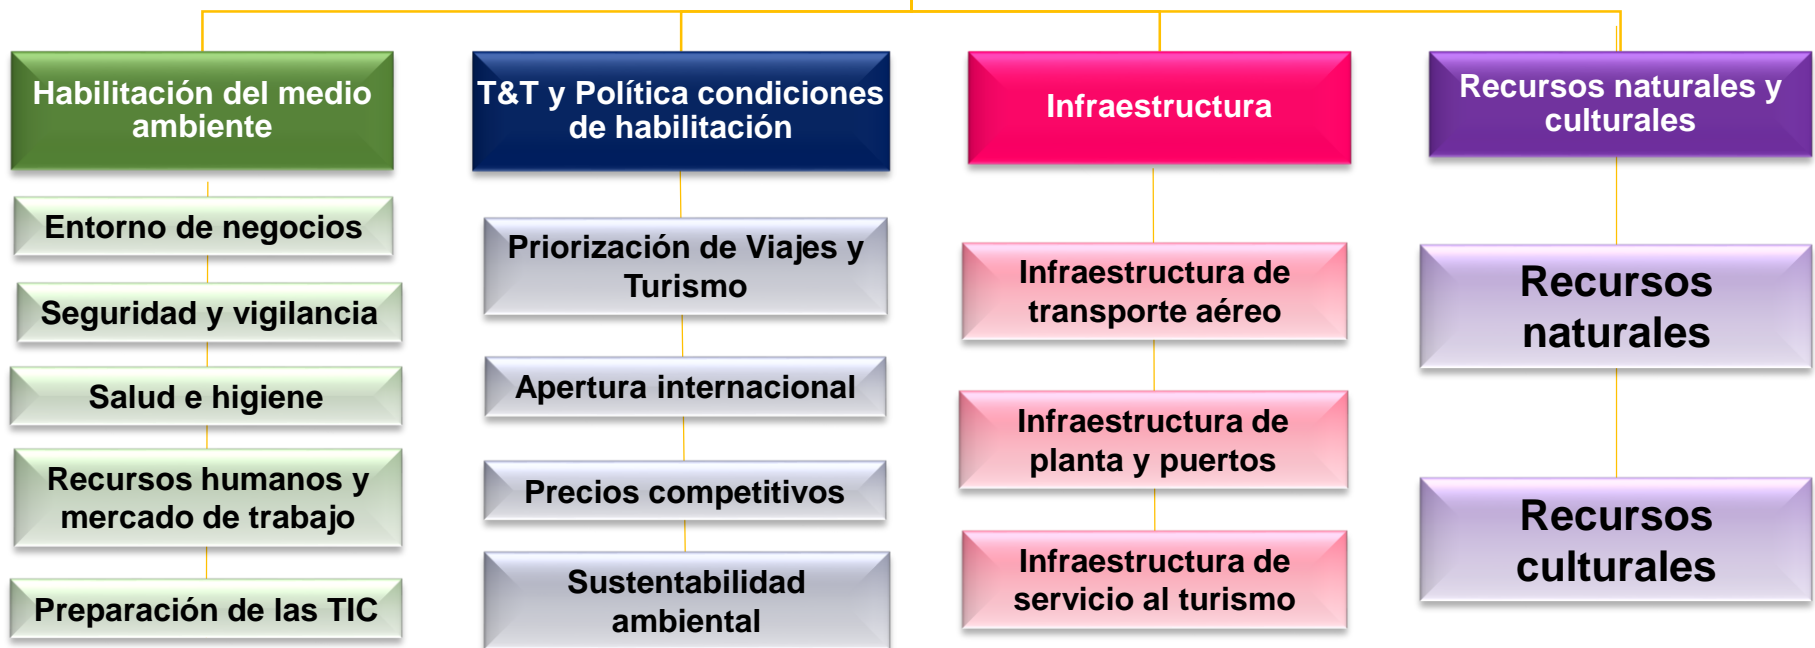 Habilitación del medio
ambiente
Entorno de negocios
Seguridad y vigilancia
Salud e higiene
Recursos humanos y
mercado de trabajo
Preparación de las TIC
T&T y Política condiciones
de habilitación
Priorización de Viajes y
Turismo
Apertura internacional
Precios competitivos
Sustentabilidad
ambiental
Infraestructura
Infraestructura de
transporte aéreo
Infraestructura de
planta y puertos
Infraestructura de
servicio al turismo
Recursos naturales y
culturales
Recursos
naturales
Recursos
culturales